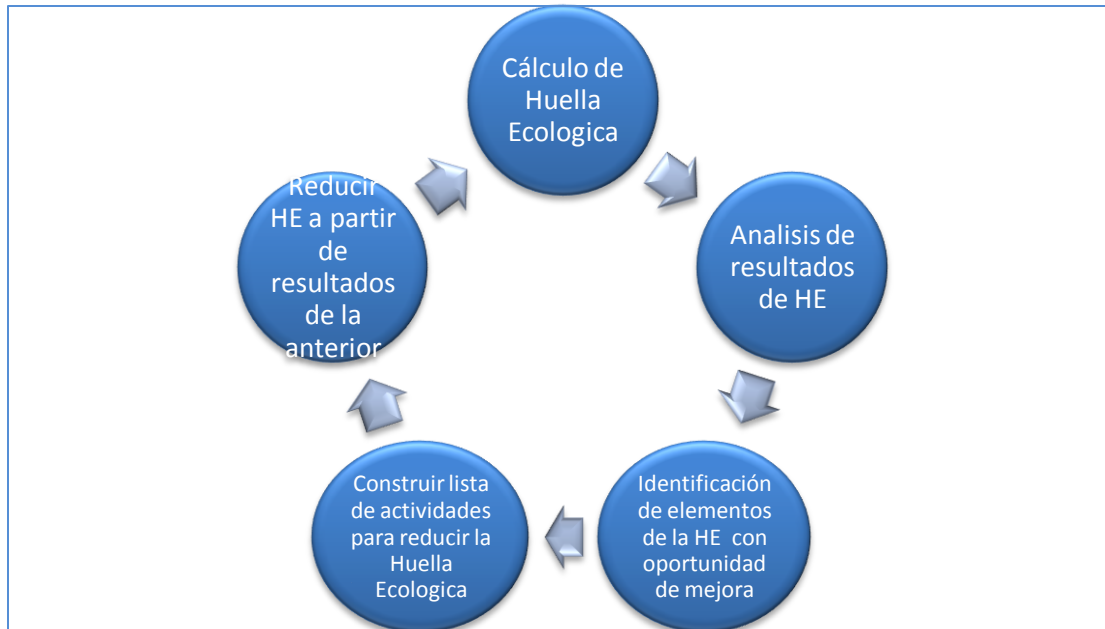 Cálculo de
Huella
Ecologica
Analisis de
resultados
de HE
Identificación
de elementos
de la HE con
oportunidad
de mejora
Construir lista
de actividades
para reducir la
Huella
Ecologica
Reducir
HE a partir
de
resultados
de la
anterior